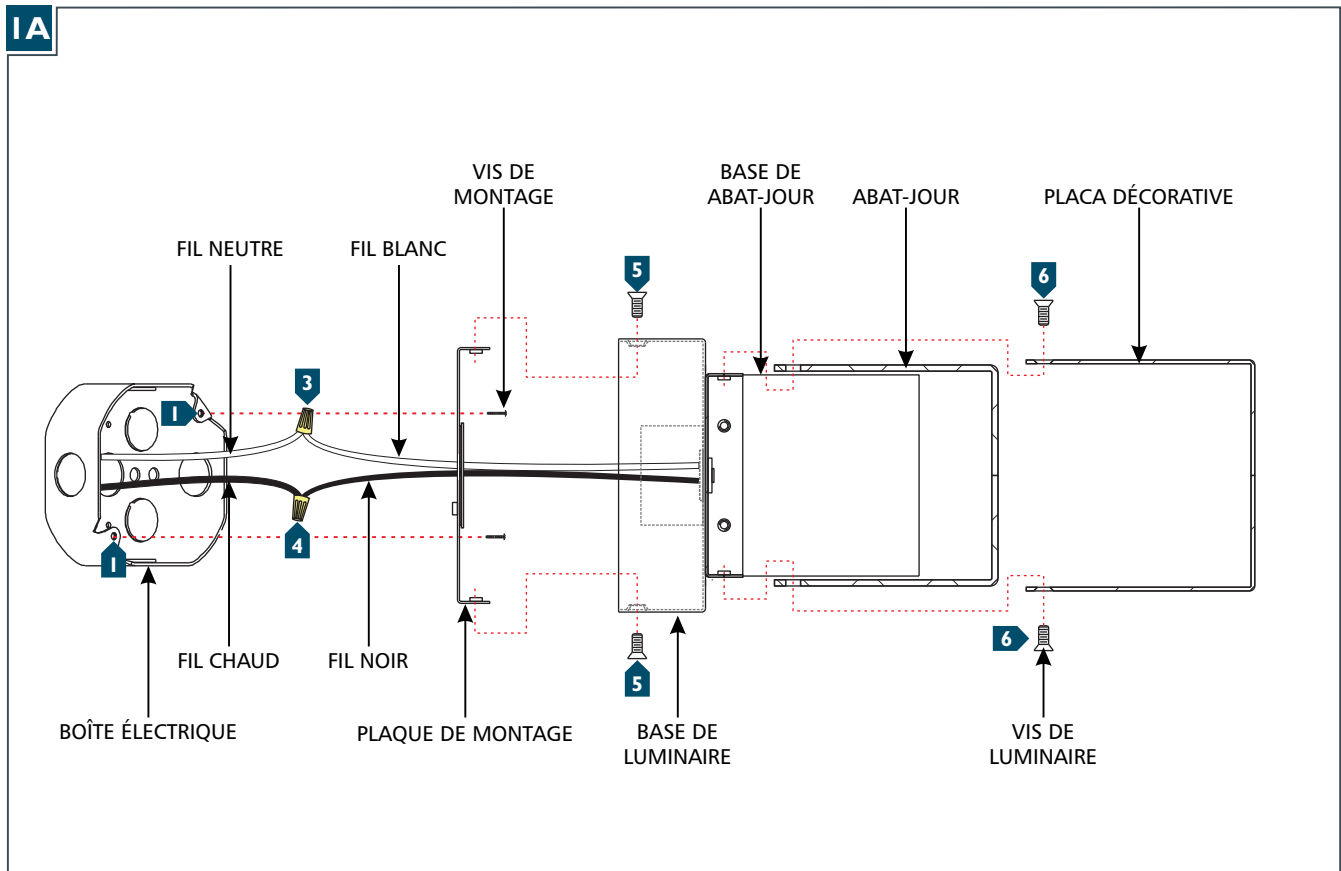 1A
VIS DE
MONTAGE
BASE DE
ABAT-JOUR
ABAT-JOUR
PLACA DÉCORATIVE
FIL NEUTRE
FIL BLANC
5
6
3
1
4
1
6
5
FIL CHAUD
FIL NOIR
BOÎTE ÉLECTRIQUE
PLAQUE DE MONTAGE
BASE DE
LUMINAIRE
VIS DE
LUMINAIRE